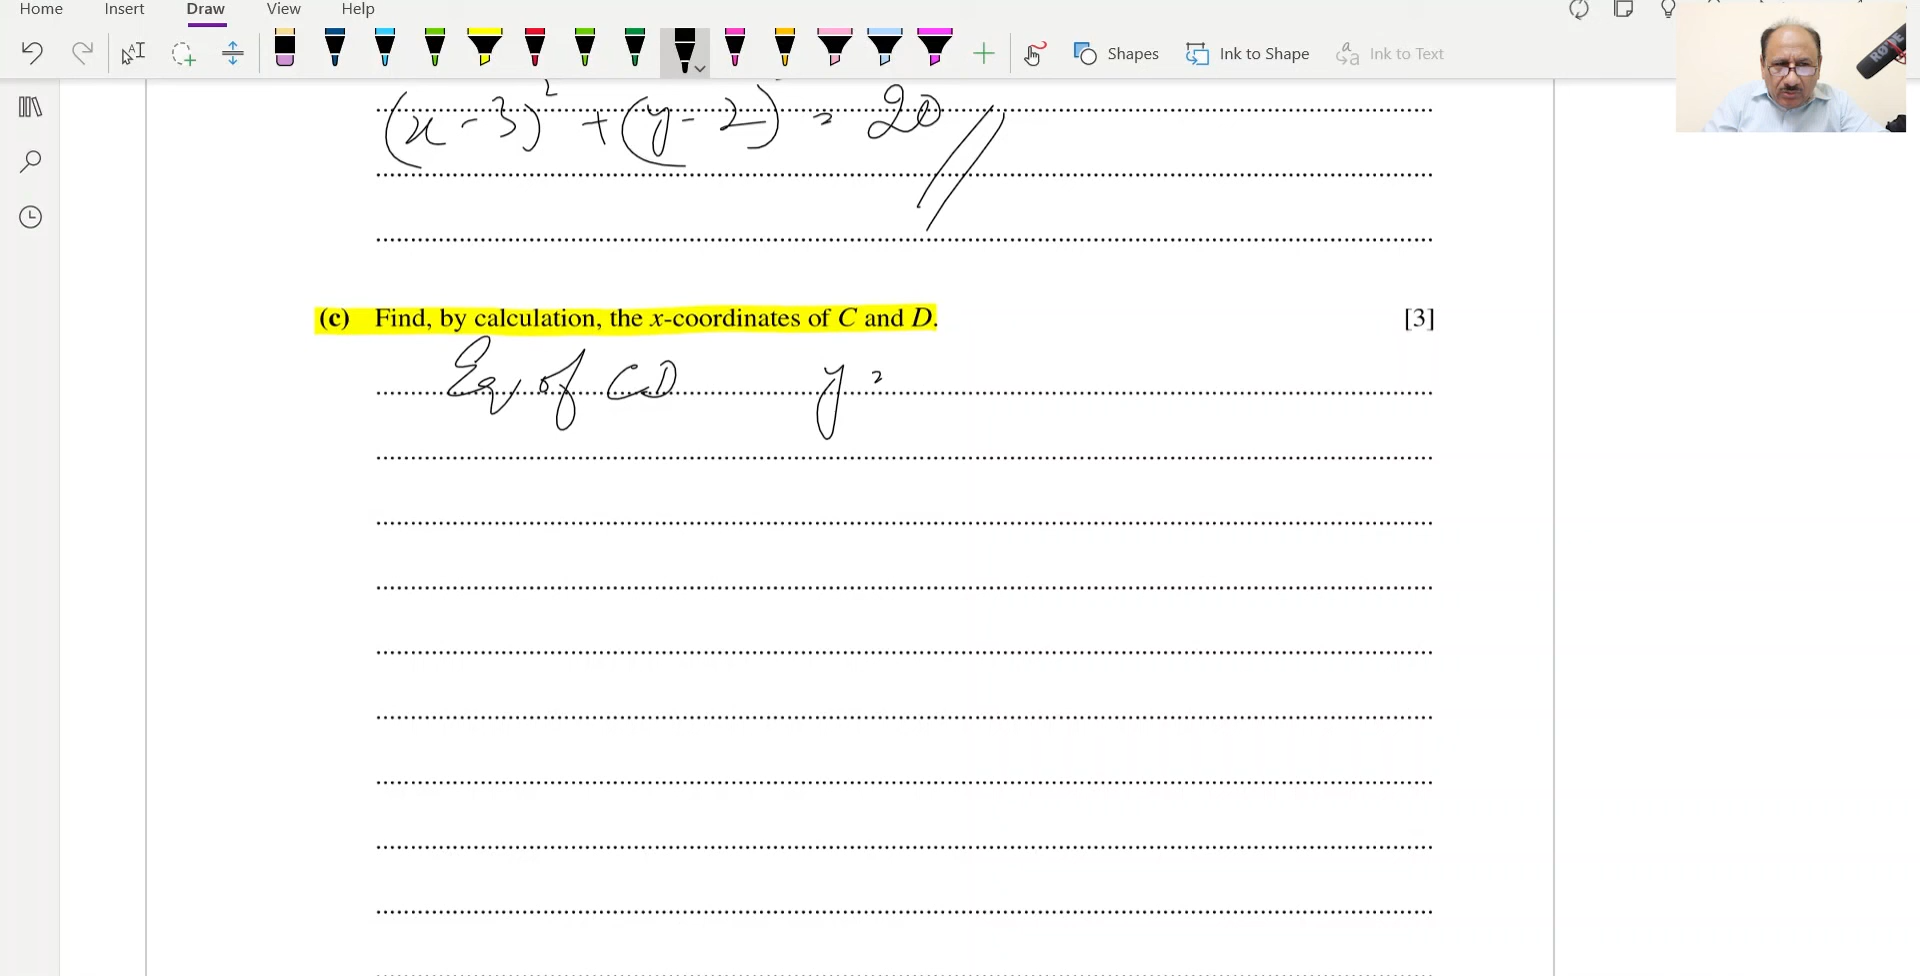 Home Insert Draw View Help
Shapes Ink to Shape Ink to Text
(x - 3)² + (y - 2) = 20
(c) Find, by calculation, the x-coordinates of C and D. [3]
Eq of CD y =
RØDE